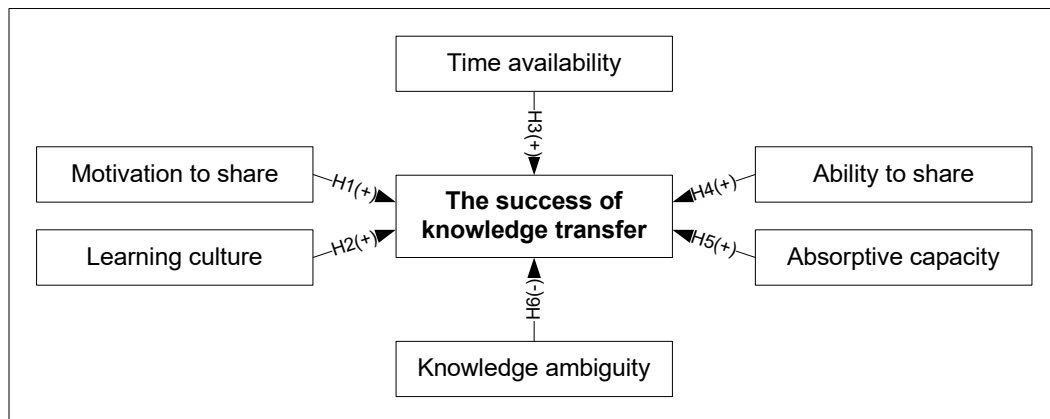 Time availability
H3(+)
Motivation to share
H1(+)
Ability to share
H4(+)
The success of
knowledge transfer
Learning culture
H2(+)
Absorptive capacity
H5(+)
H6(-)
Knowledge ambiguity